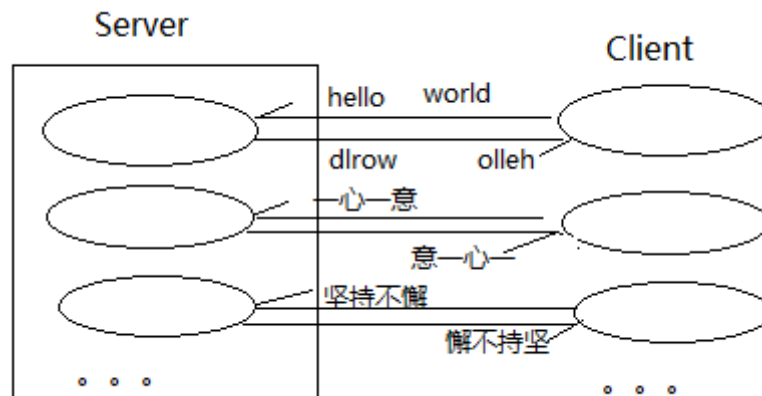 Server
Client
hello world
dlrow olleh
一心一意
意一心一
坚持不懈
懈不持坚
。。。
。。。